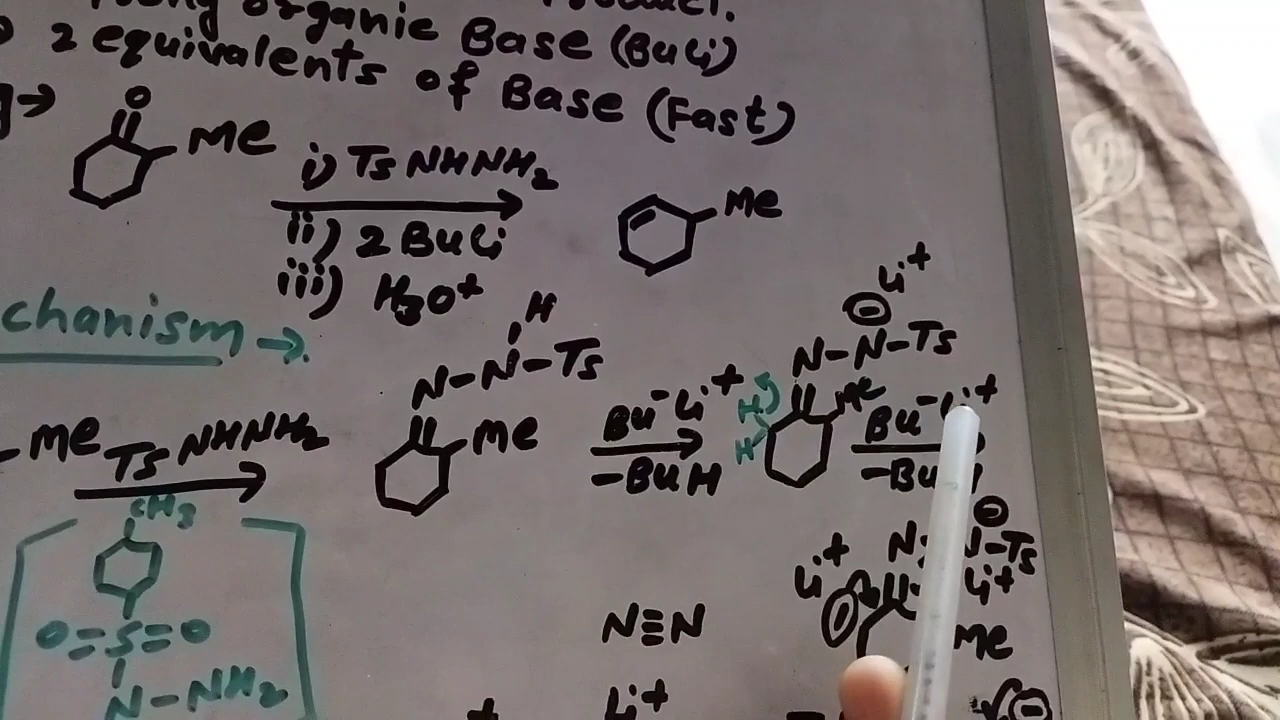 organic Base (BuLi)
2 equivalents of Base (Fast)
O
Me
i) TsNHNH2
ii) 2 BuLi
iii) H3O+
Me
chanism →
Me TsNHNH2
H
N-N-Ts
Me
Bu- Li+
-BuH
Li+
⊖
N-N-Ts
Me
H
H
Bu- Li+
CH3
O=S=O
N-NH2
N≡N
Li+
⊖
-Ts
Li+
Li+
Me
⊖